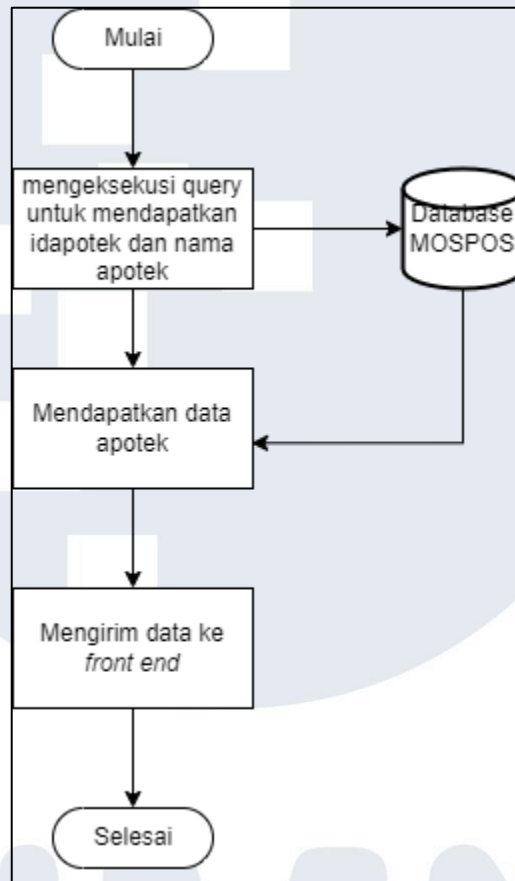 Mulai
mengeksekusi query
untuk mendapatkan
idapotek dan nama
apotek
Database
MOSPOS
Mendapatkan data
apotek
Mengirim data ke
front end
Selesai